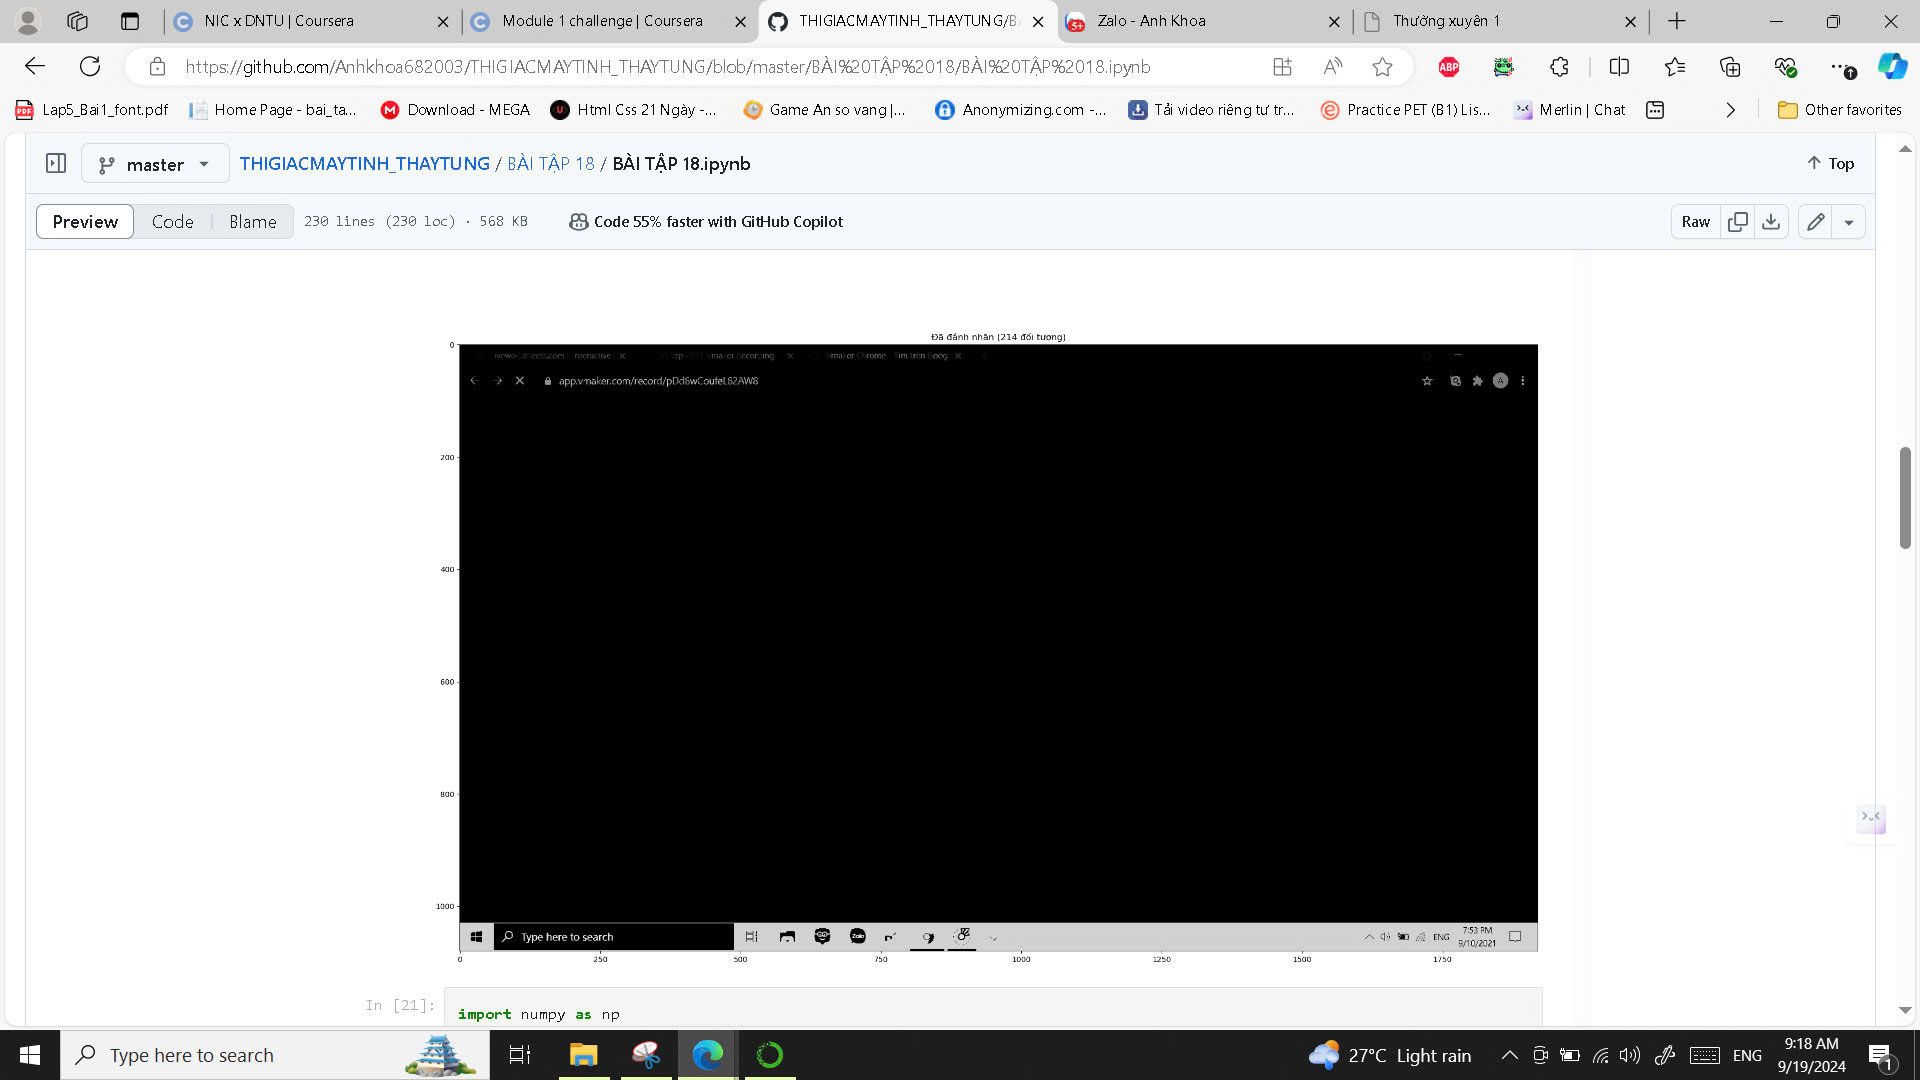 NIC x DNTU | Coursera
Module 1 challenge | Coursera
THIGIACMAYTINH_THAYTUNG/B
Zalo - Anh Khoa
Thường xuyên 1
https://github.com/Anhkhoa682003/THIGIACMAYTINH_THAYTUNG/blob/master/BÀI%20TẬP%2018/BÀI%20TẬP%2018.ipynb
ABP
Lap5_Bai1_font.pdf
Home Page - bai_ta...
Download - MEGA
Html Css 21 Ngày -...
Game An so vang |...
Anonymizing.com -...
Tải video riêng tư tr...
Practice PET (B1) Lis...
Merlin | Chat
Other favorites
master
THIGIACMAYTINH_THAYTUNG / BÀI TẬP 18 / BÀI TẬP 18.ipynb
Top
Preview
Code
Blame
230 lines (230 loc) · 568 KB
Code 55% faster with GitHub Copilot
Raw
Đã đánh nhãn (214 đối tượng)
0
200
400
600
800
1000
app.vmaker.com/record/pDd6wCoufeL82AW8
A
Type here to search
Zalo
ENG
7:53 PM
9/10/2021
0
250
500
750
1000
1250
1500
1750
In [21]:
import numpy as np
Type here to search
27°C Light rain
ENG
9:18 AM
9/19/2024
1